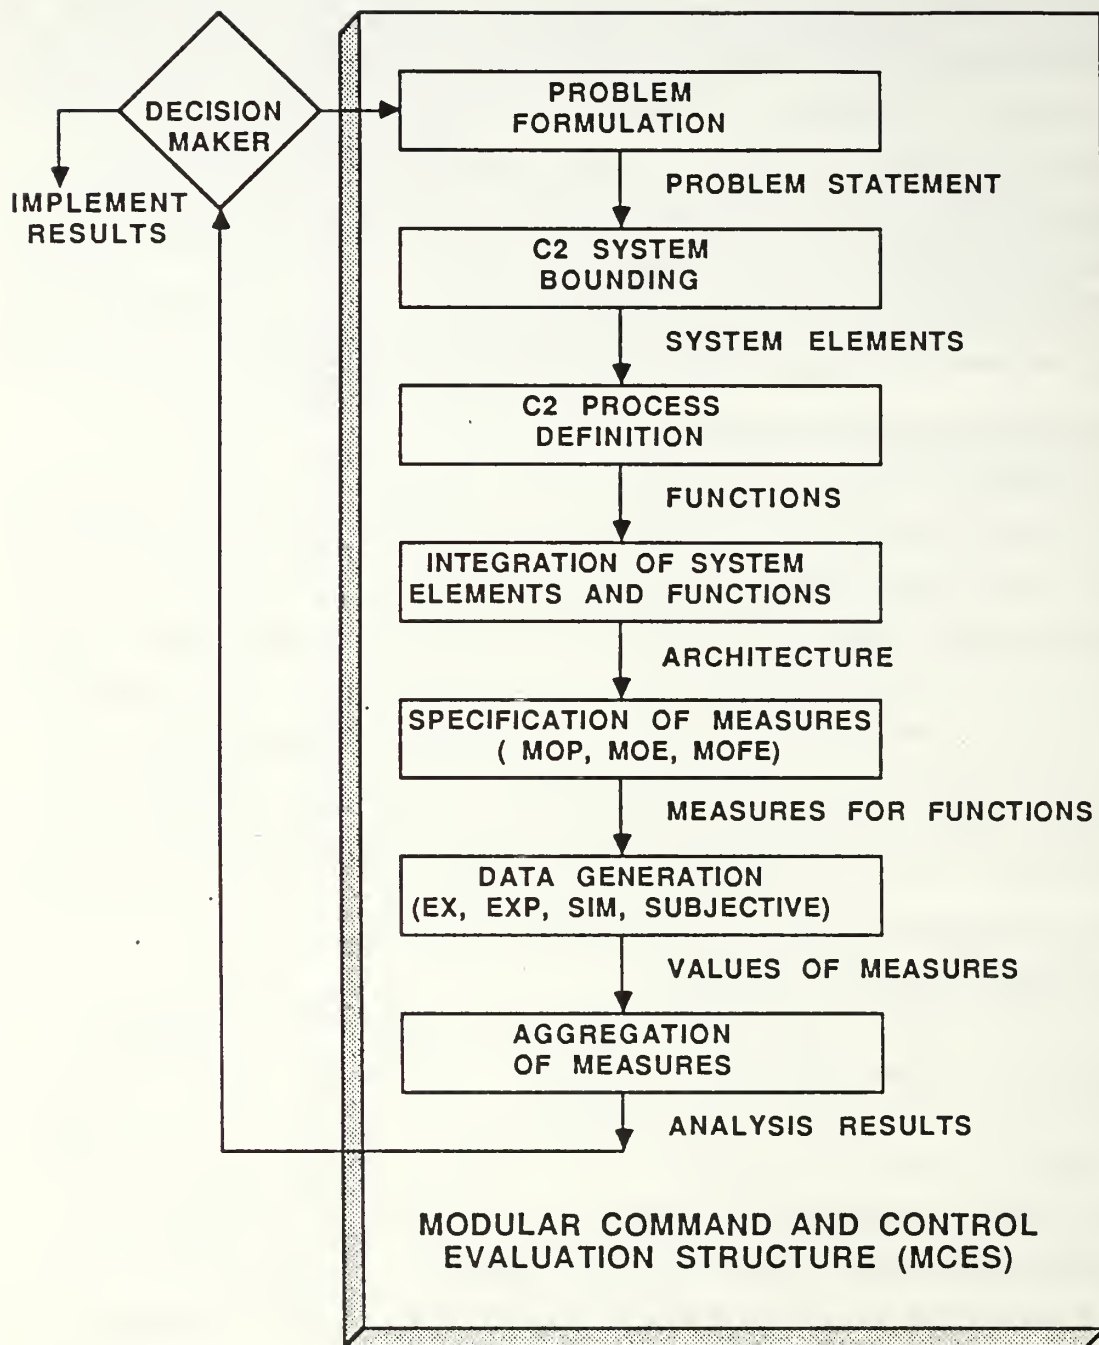 DECISION
MAKER
IMPLEMENT
RESULTS
PROBLEM
FORMULATION
PROBLEM STATEMENT
C2 SYSTEM
BOUNDING
SYSTEM ELEMENTS
C2 PROCESS
DEFINITION
FUNCTIONS
INTEGRATION OF SYSTEM
ELEMENTS AND FUNCTIONS
ARCHITECTURE
SPECIFICATION OF MEASURES
( MOP, MOE, MOFE)
MEASURES FOR FUNCTIONS
DATA GENERATION
(EX, EXP, SIM, SUBJECTIVE)
VALUES OF MEASURES
AGGREGATION
OF MEASURES
ANALYSIS RESULTS
MODULAR COMMAND AND CONTROL
EVALUATION STRUCTURE (MCES)